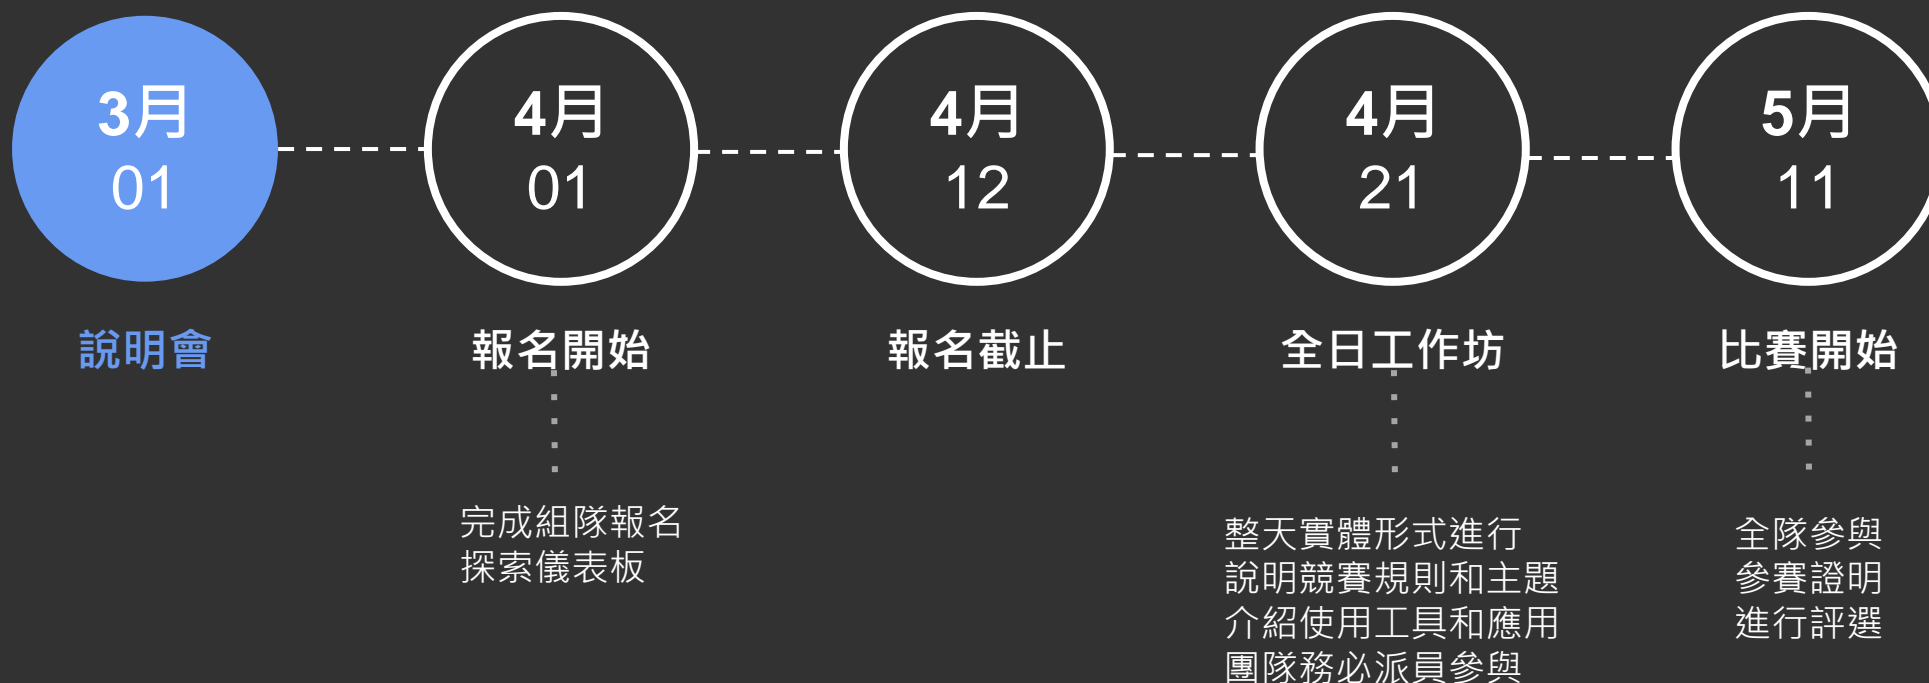 3月
01
說明會
4月
01
報名開始
完成組隊報名
探索儀表板
4月
12
報名截止
4月
21
全日工作坊
整天實體形式進行
說明競賽規則和主題
介紹使用工具和應用
團隊務必派員參與
5月
11
比賽開始
全隊參與
參賽證明
進行評選